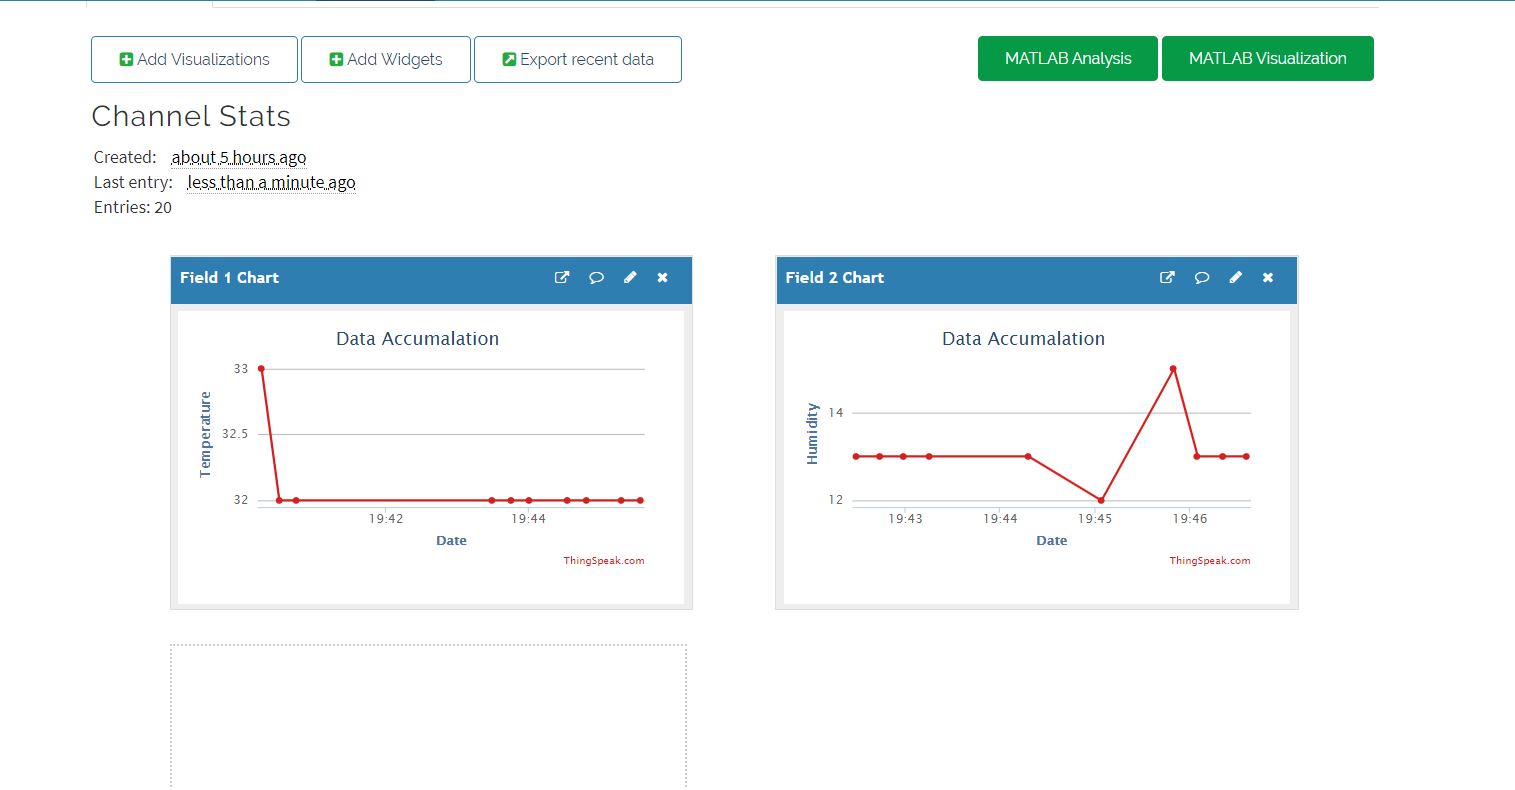 Add Visualizations
Add Widgets
Export recent data
MATLAB Analysis
MATLAB Visualization
Channel Stats
Created: about 5 hours ago
Last entry: less than a minute ago
Entries: 20
Field 1 Chart
Data Accumalation
Temperature
33
32.5
32
19:42
19:44
Date
ThingSpeak.com
Field 2 Chart
Data Accumalation
Humidity
14
12
19:43
19:44
19:45
19:46
Date
ThingSpeak.com